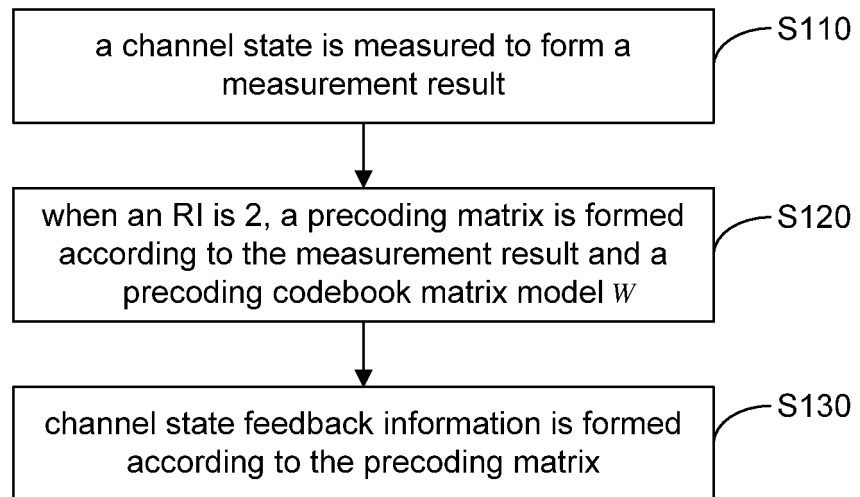 a channel state is measured to form a
measurement result
S110
when an RI is 2, a precoding matrix is formed
according to the measurement result and a
precoding codebook matrix model W
S120
channel state feedback information is formed
according to the precoding matrix
S130